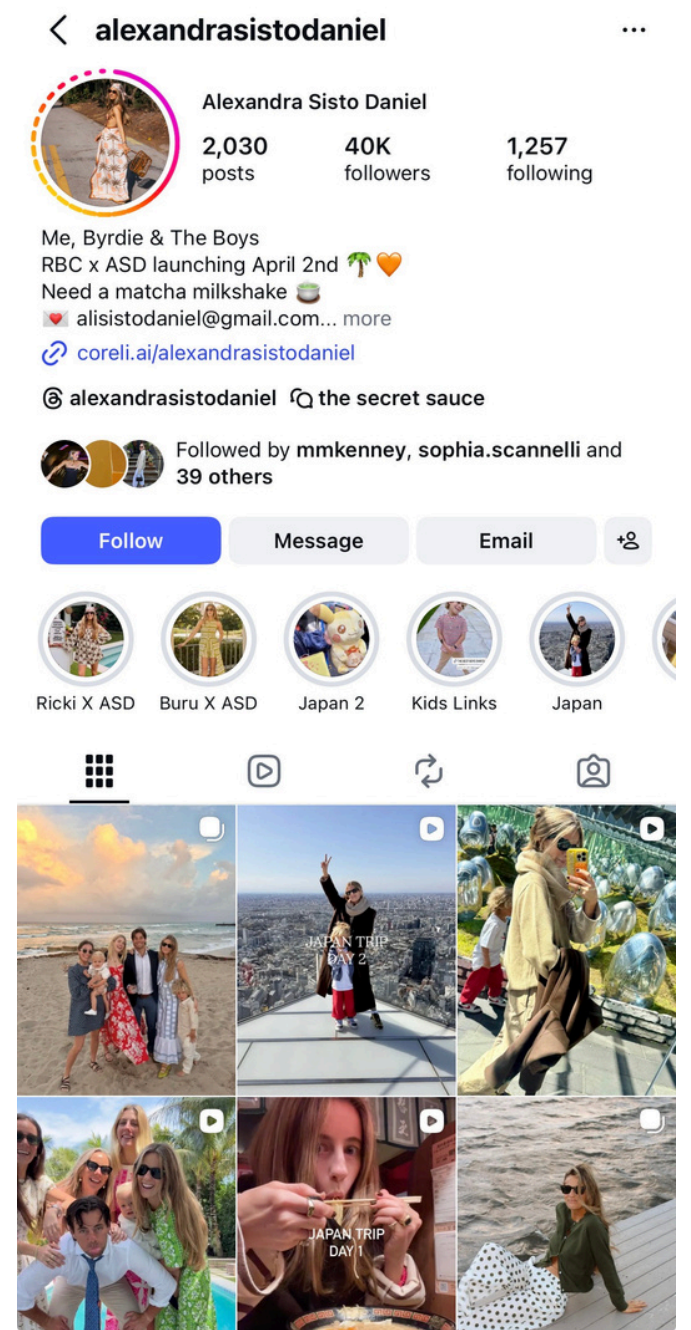 alexandrasistodaniel
Alexandra Sisto Daniel
2,030 40K 1,257
posts followers following
Me, Byrdie & The Boys
RBC x ASD launching April 2nd 🌴🧡
Need a matcha milkshake 🍵
💌 alisistodaniel@gmail.com... more
coreli.ai/alexandrasistodaniel
alexandrasistodaniel the secret sauce
Followed by mmkenney, sophia.scannelli and
39 others
Follow Message Email
Ricki X ASD Buru X ASD Japan 2 Kids Links Japan
JAPAN TRIP
DAY 2
JAPAN TRIP
DAY 1